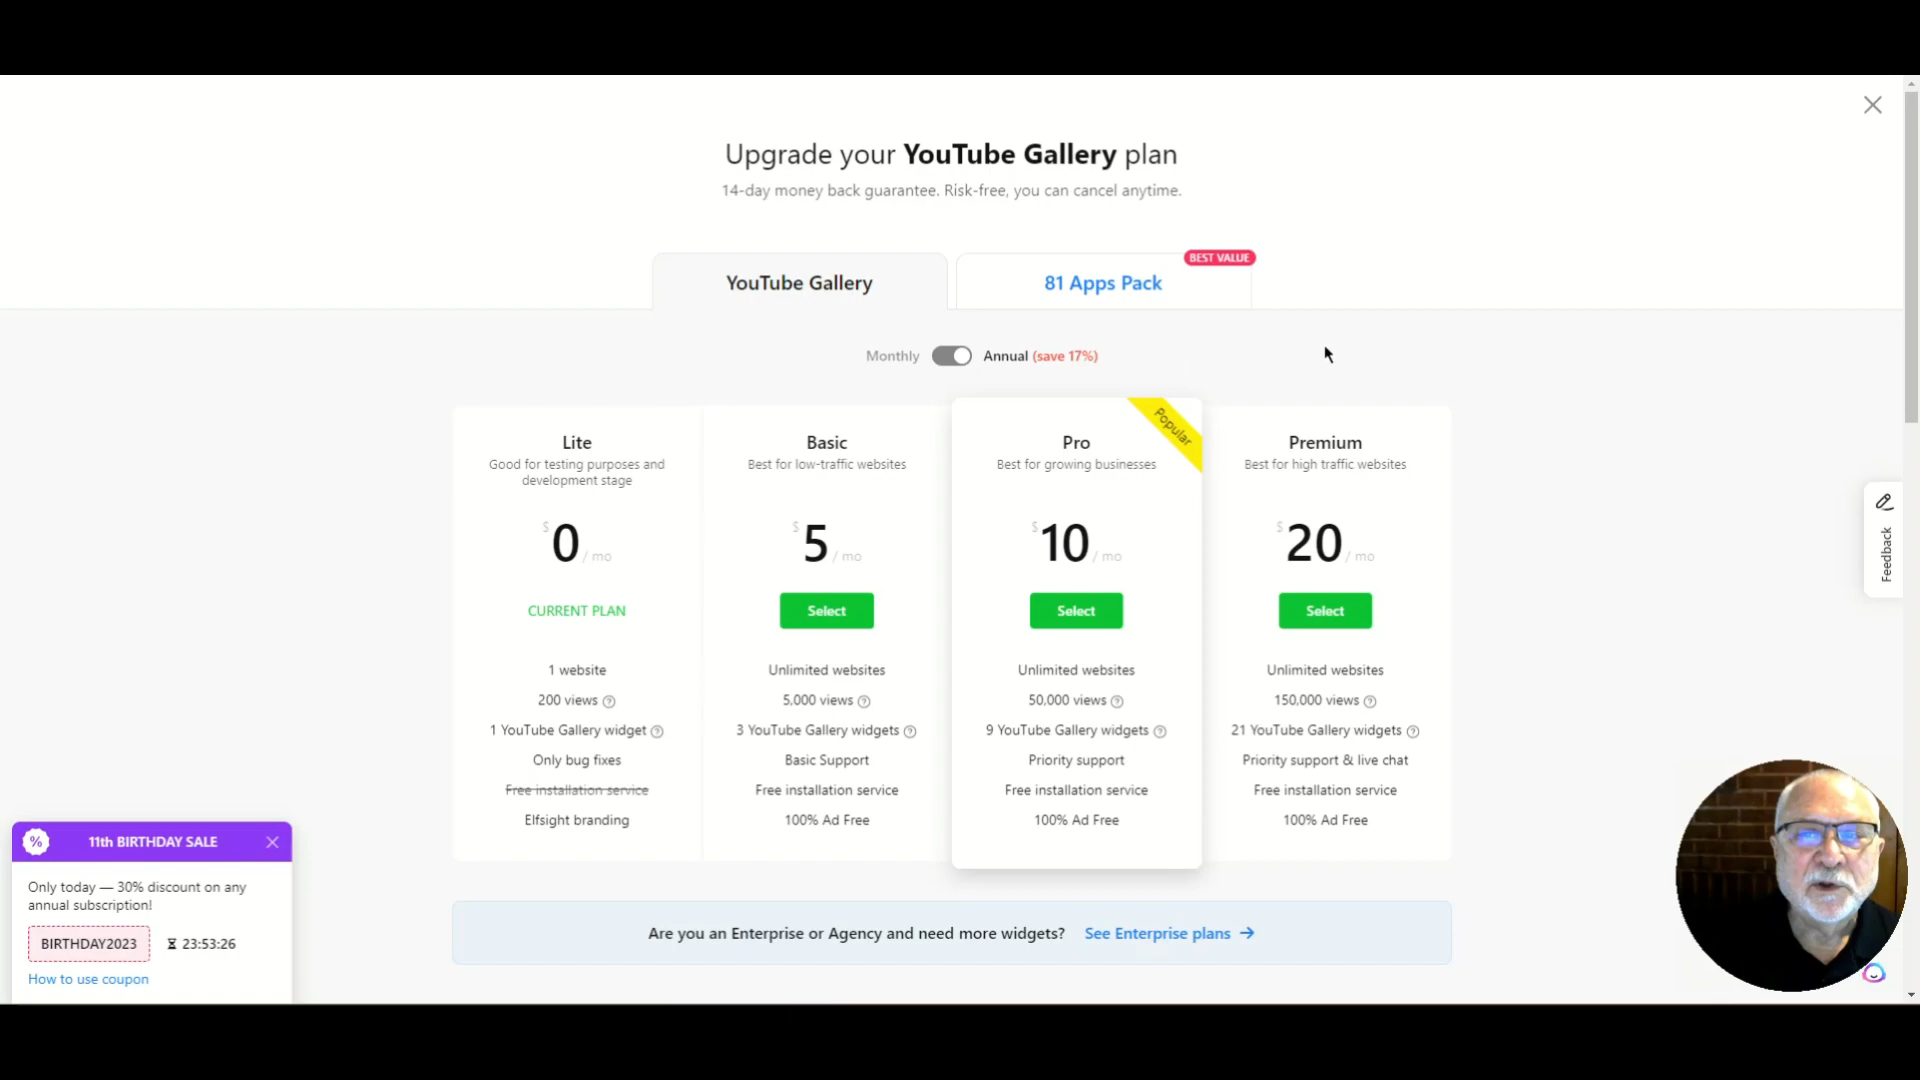 Upgrade your YouTube Gallery plan
14-day money back guarantee. Risk-free, you can cancel anytime.
YouTube Gallery
81 Apps Pack
BEST VALUE
Monthly
Annual (save 17%)
Lite
Good for testing purposes and
development stage
$0 / mo
CURRENT PLAN
1 website
200 views
1 YouTube Gallery widget
Only bug fixes
Free installation service
Elfsight branding
Basic
Best for low-traffic websites
$5 / mo
Select
Unlimited websites
5,000 views
3 YouTube Gallery widgets
Basic Support
Free installation service
100% Ad Free
Popular
Pro
Best for growing businesses
$10 / mo
Select
Unlimited websites
50,000 views
9 YouTube Gallery widgets
Priority support
Free installation service
100% Ad Free
Premium
Best for high traffic websites
$20 / mo
Select
Unlimited websites
150,000 views
21 YouTube Gallery widgets
Priority support & live chat
Free installation service
100% Ad Free
Are you an Enterprise or Agency and need more widgets? See Enterprise plans →
Feedback
% 11th BIRTHDAY SALE
Only today — 30% discount on any
annual subscription!
BIRTHDAY2023 23:53:26
How to use coupon